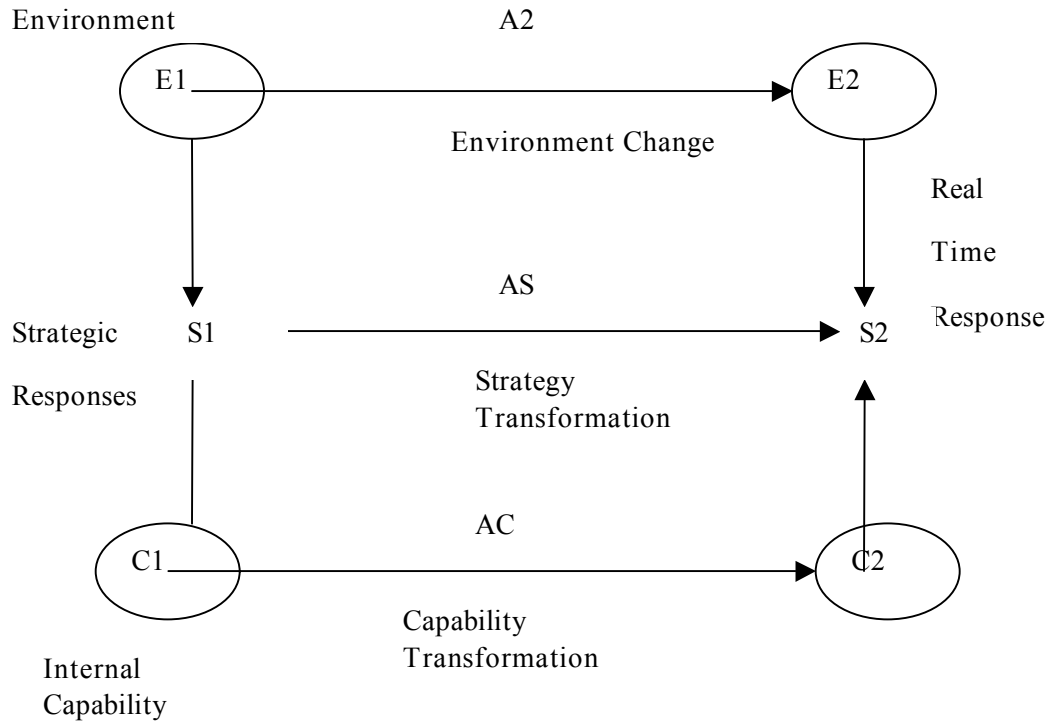 Environment
A2
E1
E2
Environment Change
Real
Time
Response
AS
Strategic
Responses
S1
S2
Strategy
Transformation
AC
C1
C2
Capability
Transformation
Internal
Capability